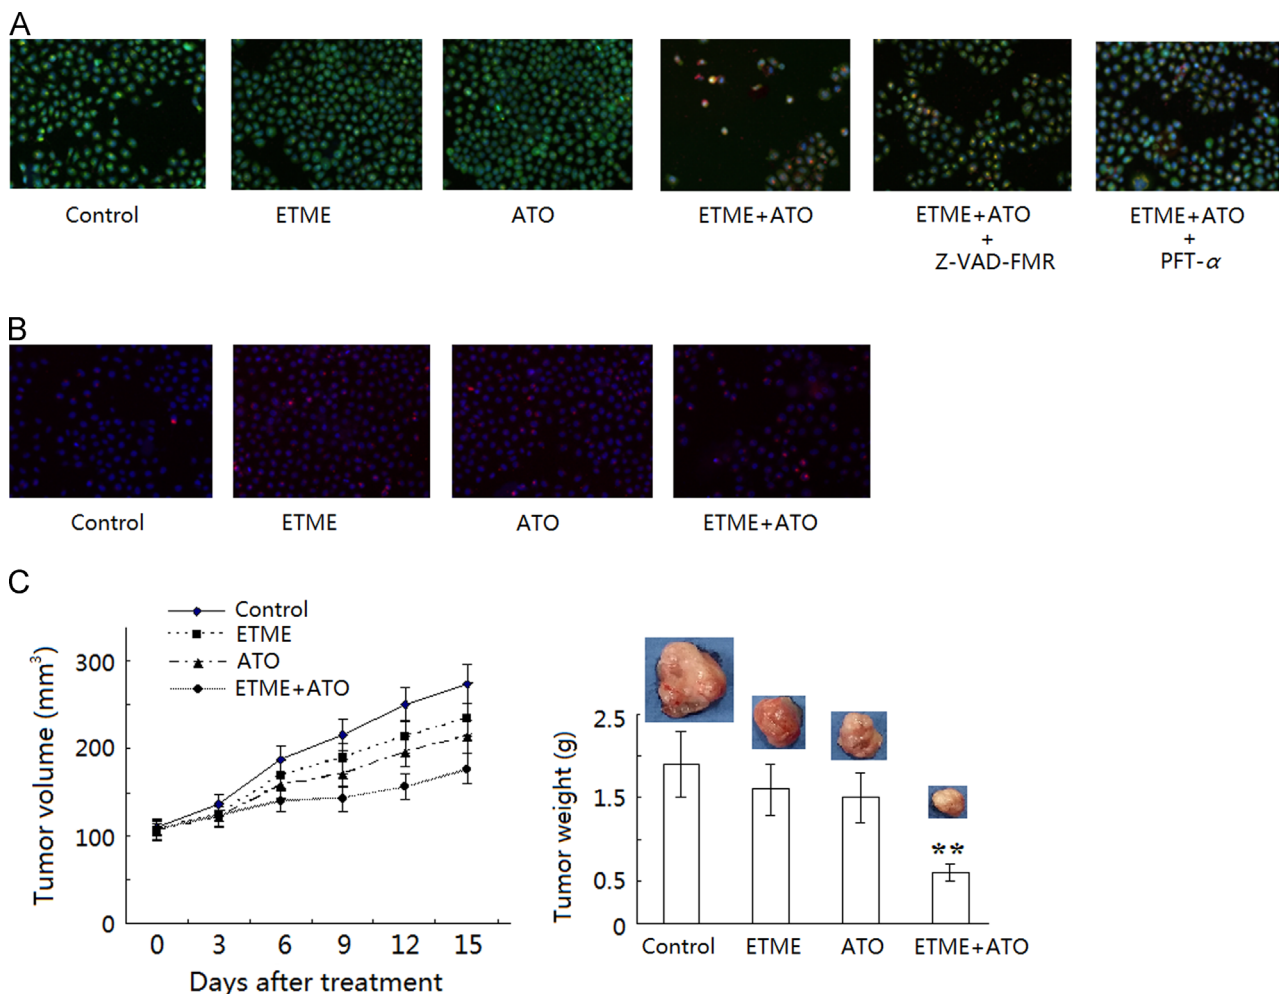 A
Control
ETME
ATO
ETME+ATO
ETME+ATO
+
Z-VAD-FMR
ETME+ATO
+
PFT-α
B
Control
ETME
ATO
ETME+ATO
C
Control
ETME
ATO
ETME+ATO
Tumor volume (mm³)
300
200
100
0
0 3 6 9 12 15
Days after treatment
Tumor weight (g)
2.5
1.5
0.5
0
**
Control ETME ATO ETME+ATO